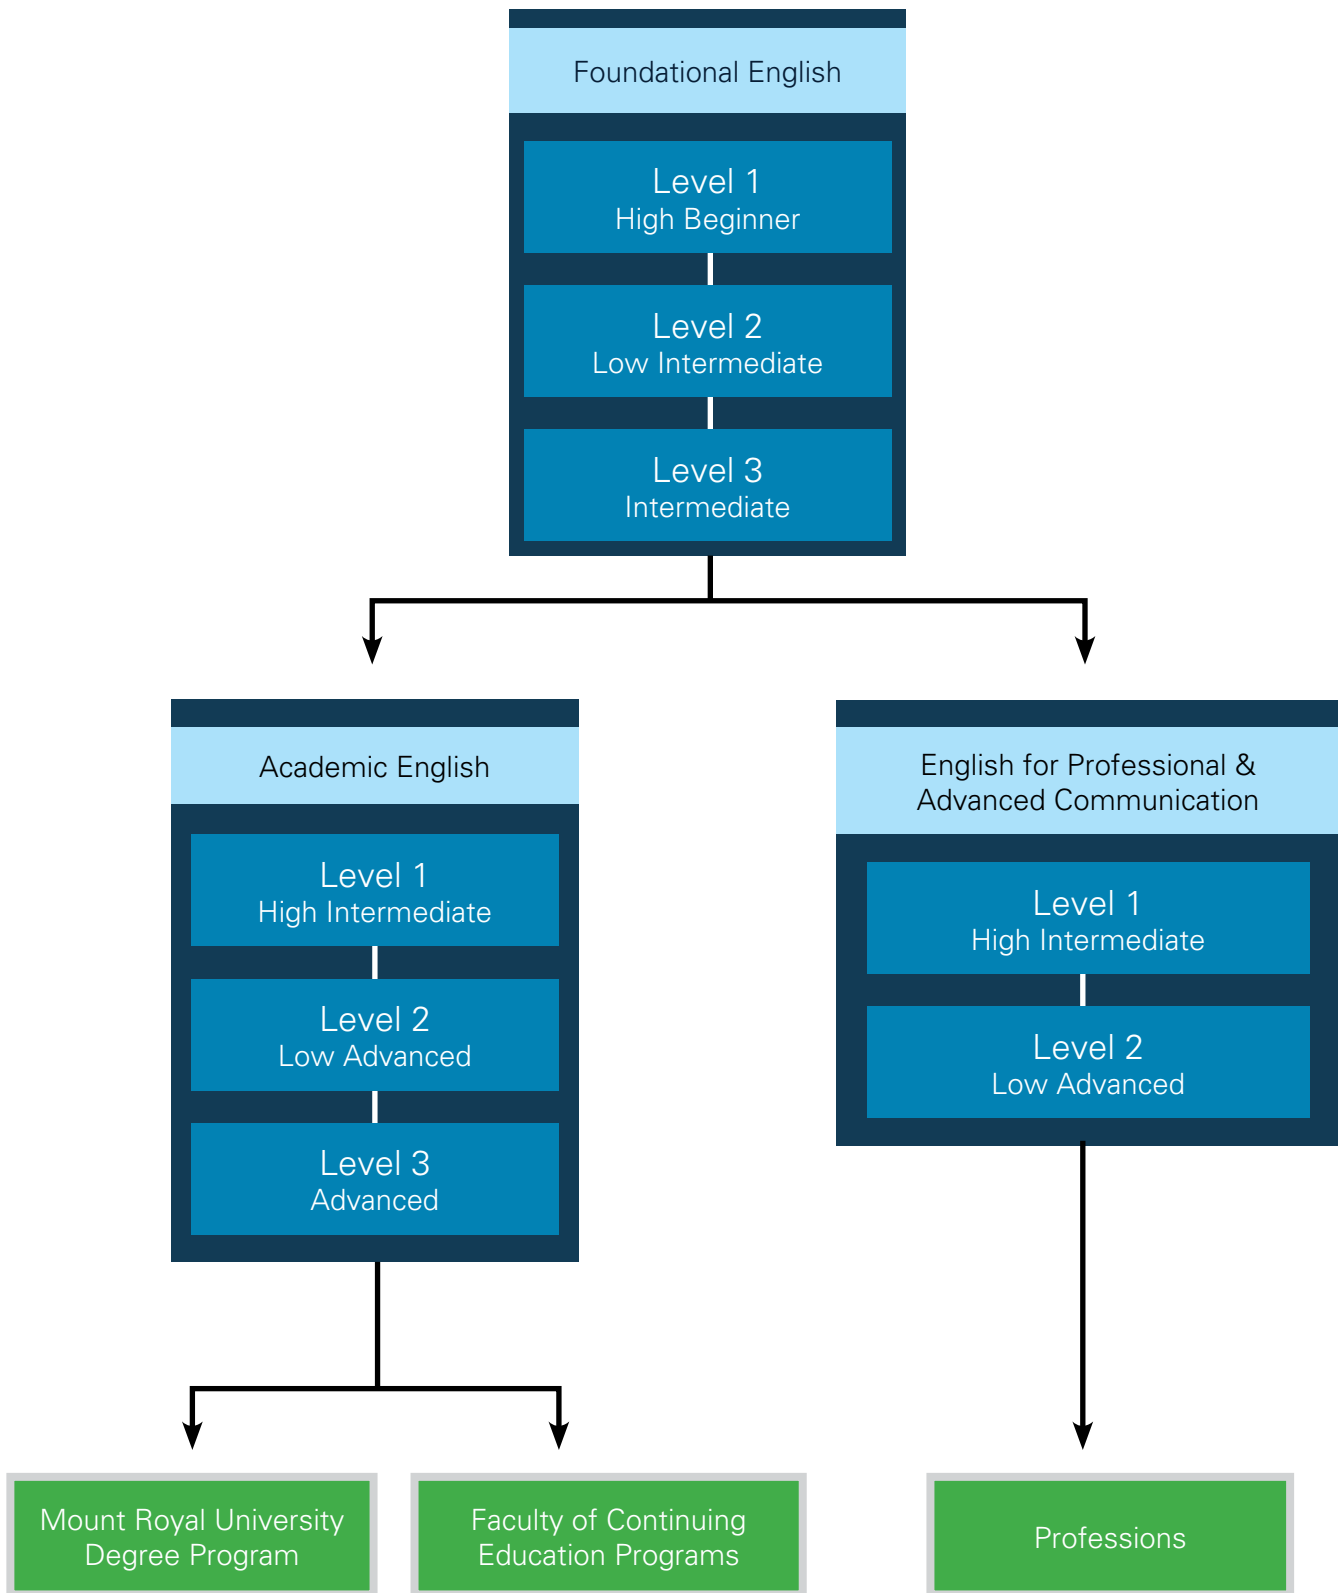 Foundational English
Level 1
High Beginner
Level 2
Low Intermediate
Level 3
Intermediate
Academic English
Level 1
High Intermediate
Level 2
Low Advanced
Level 3
Advanced
English for Professional &
Advanced Communication
Level 1
High Intermediate
Level 2
Low Advanced
Mount Royal University
Degree Program
Faculty of Continuing
Education Programs
Professions